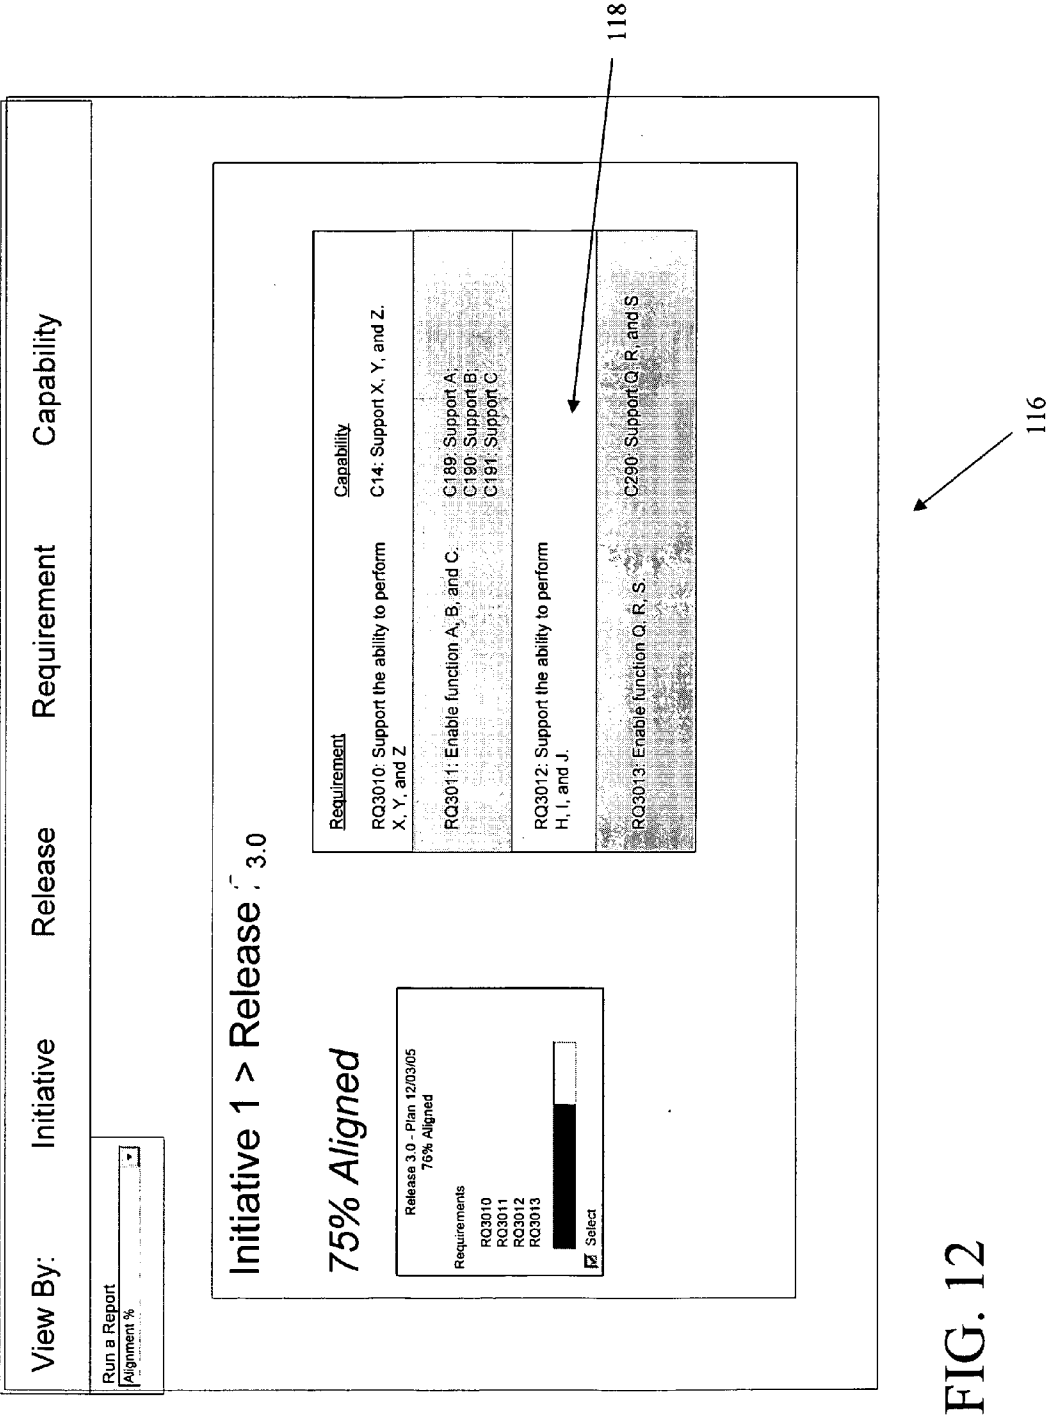 View By: Initiative Release Requirement Capability
Run a Report
Alignment %
Initiative 1 > Release 3.0
75% Aligned
Release 3.0 - Plan 12/03/05
76% Aligned
Requirements
RQ3010
RQ3011
RQ3012
RQ3013
Select
Requirement Capability
RQ3010: Support the ability to perform C14: Support X, Y, and Z.
X, Y, and Z
RQ3011: Enable function A, B, and C. C189: Support A;
C190: Support B;
C191: Support C
RQ3012: Support the ability to perform
H, I, and J.
RQ3013: Enable function Q, R, S. C290: Support Q, R, and S
118
116
FIG. 12